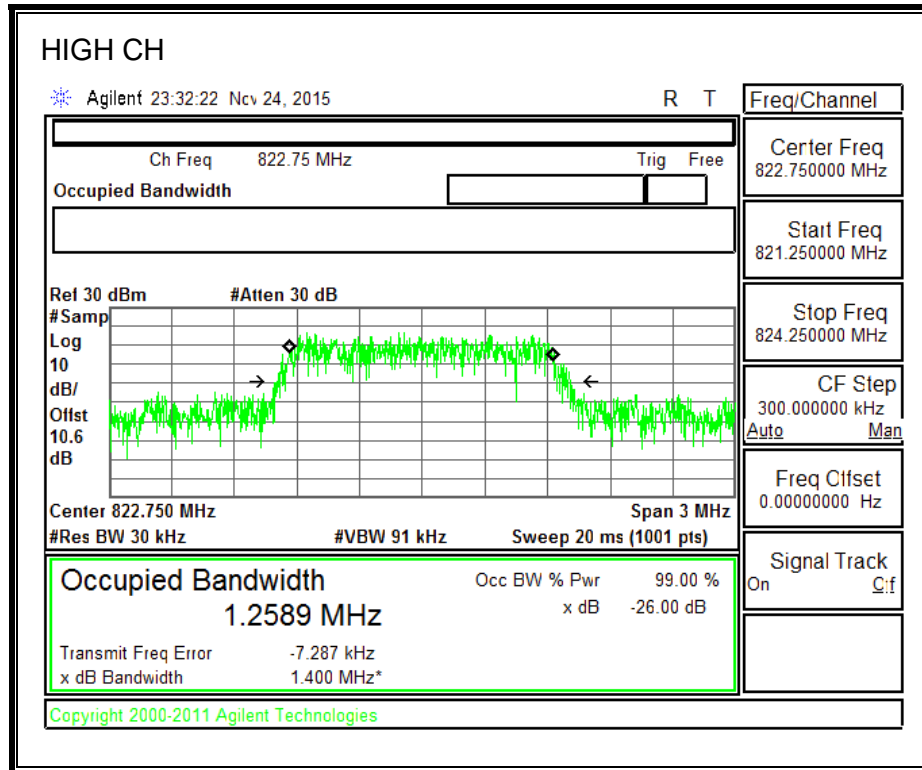 HIGH CH
Agilent 23:32:22 Nov 24, 2015 R T
Freq/Channel
Ch Freq 822.75 MHz Trig Free
Occupied Bandwidth
Center Freq
822.750000 MHz
Start Freq
821.250000 MHz
Stop Freq
824.250000 MHz
CF Step
300.000000 kHz
Auto Man
Freq Offset
0.00000000 Hz
Signal Track
On Off
Ref 30 dBm #Atten 30 dB
#Samp
Log
10
dB/
Offst
10.6
dB
Center 822.750 MHz Span 3 MHz
#Res BW 30 kHz #VBW 91 kHz Sweep 20 ms (1001 pts)
Occupied Bandwidth Occ BW % Pwr 99.00 %
1.2589 MHz x dB -26.00 dB
Transmit Freq Error -7.287 kHz
x dB Bandwidth 1.400 MHz*
Copyright 2000-2011 Agilent Technologies